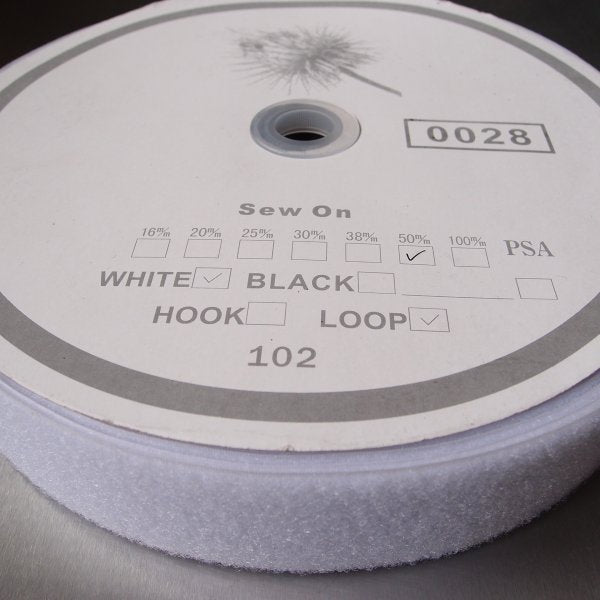 0028
Sew On
16m/m 20m/m 25m/m 30m/m 38m/m 50m/m 100m/m PSA
WHITE BLACK
HOOK LOOP
102